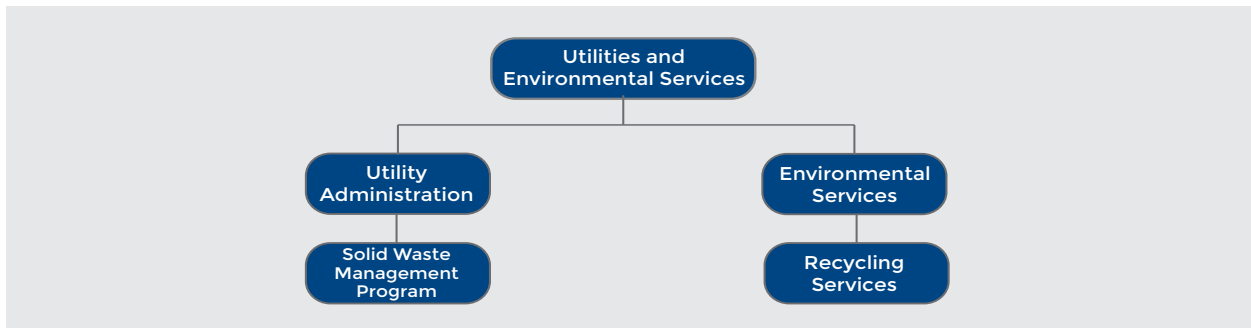 Utilities and
Environmental Services
Utility
Administration
Environmental
Services
Solid Waste
Management
Program
Recycling
Services